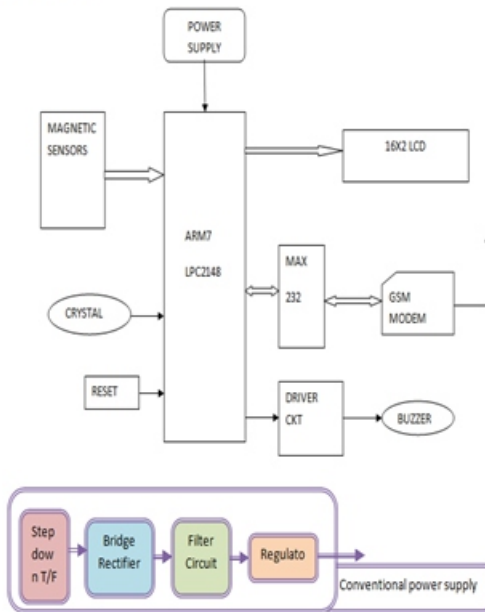 POWER
SUPPLY
MAGNETIC
SENSORS
16X2 LCD
ARM7
LPC2148
MAX
232
GSM
MODEM
CRYSTAL
RESET
DRIVER
CKT
BUZZER
Step
dow
n T/F
Bridge
Rectifier
Filter
Circuit
Regulato
Conventional power supply